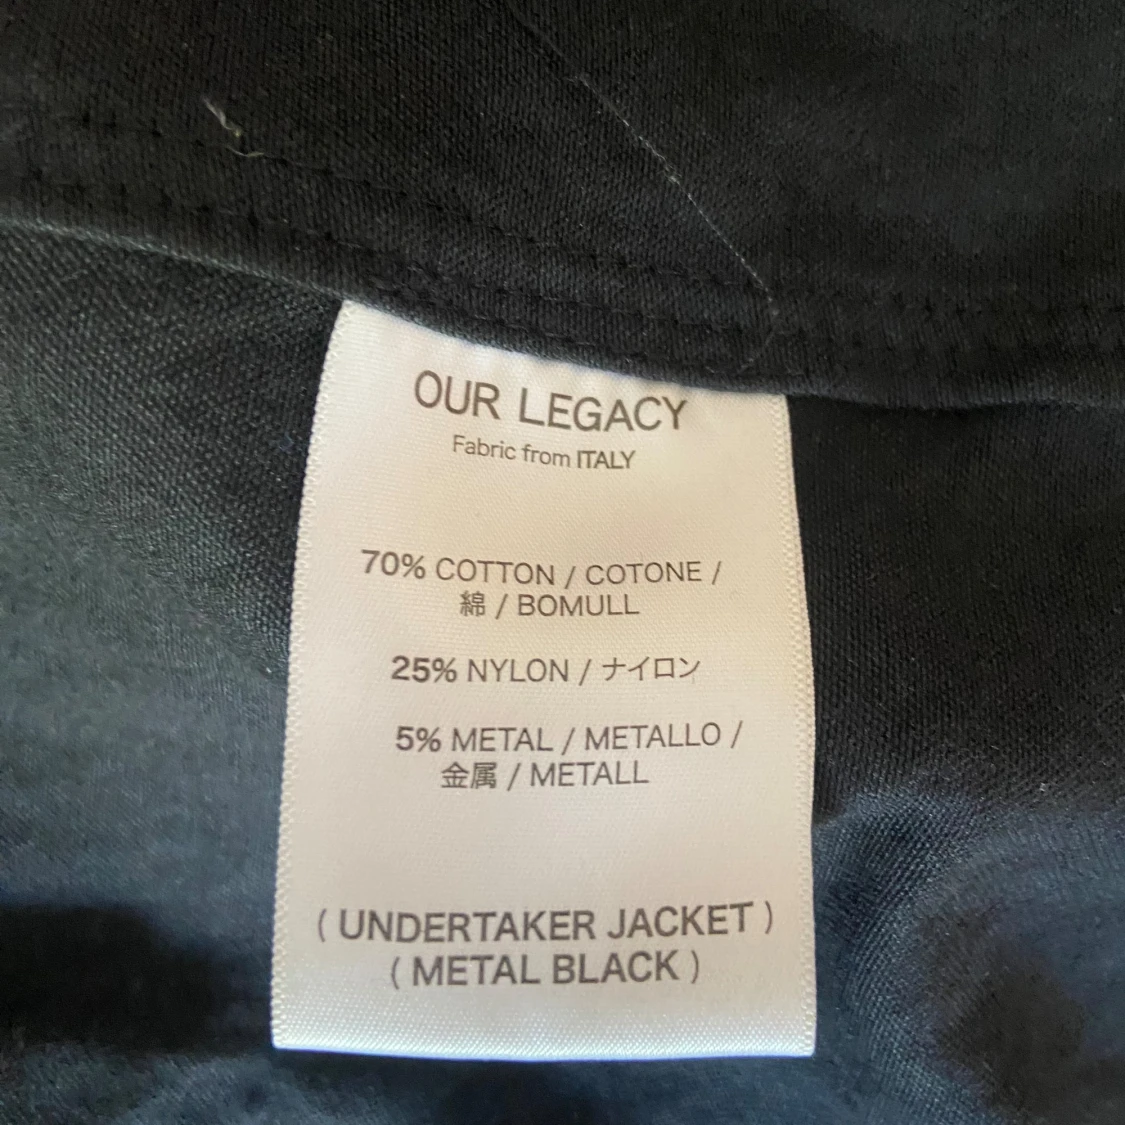 OUR LEGACY
Fabric from ITALY
70% COTTON / COTONE /
綿 / BOMULL
25% NYLON / ナイロン
5% METAL / METALLO /
金属 / METALL
( UNDERTAKER JACKET )
( METAL BLACK )